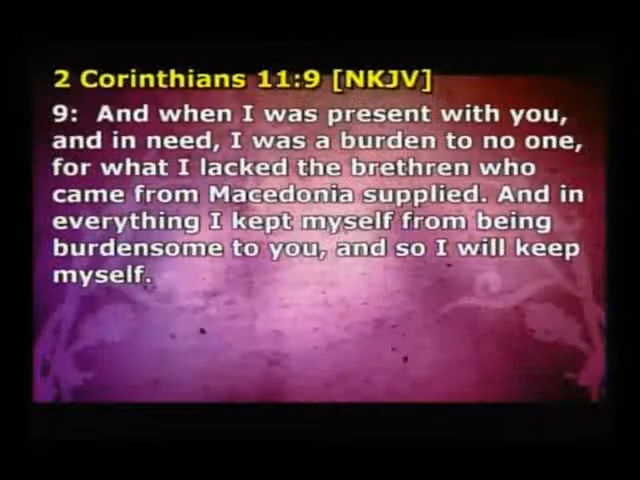 2 Corinthians 11:9 [NKJV]
9: And when I was present with you,
and in need, I was a burden to no one,
for what I lacked the brethren who
came from Macedonia supplied. And in
everything I kept myself from being
burdensome to you, and so I will keep
myself.